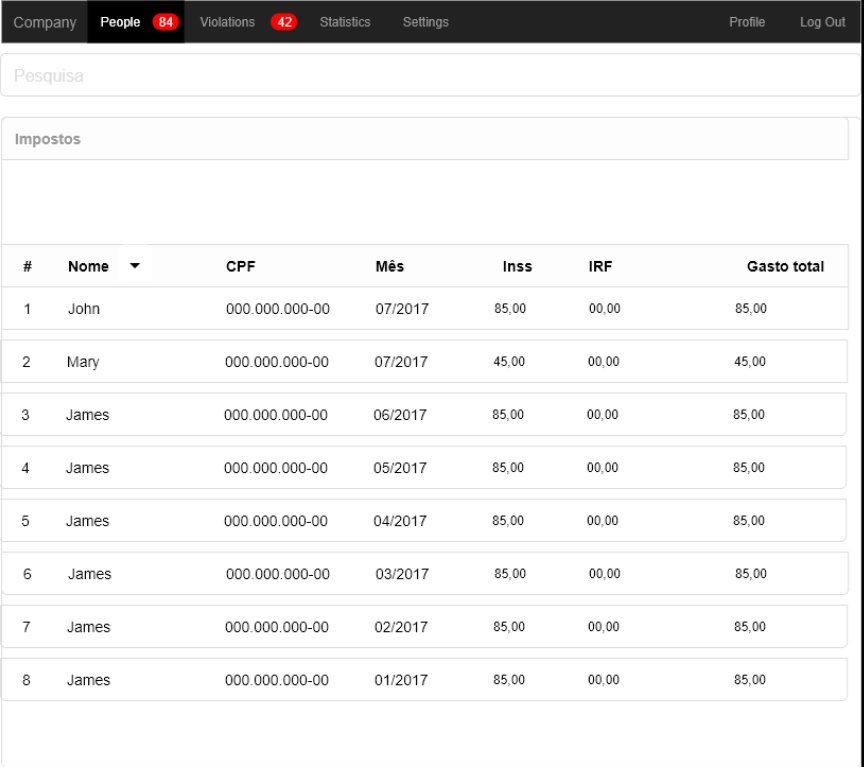 Company People 84 Violations 42 Statistics Settings Profile Log Out
Pesquisa
Impostos
# Nome CPF Mês Inss IRF Gasto total
1 John 000.000.000-00 07/2017 85,00 00,00 85,00
2 Mary 000.000.000-00 07/2017 45,00 00,00 45,00
3 James 000.000.000-00 06/2017 85,00 00,00 85,00
4 James 000.000.000-00 05/2017 85,00 00,00 85,00
5 James 000.000.000-00 04/2017 85,00 00,00 85,00
6 James 000.000.000-00 03/2017 85,00 00,00 85,00
7 James 000.000.000-00 02/2017 85,00 00,00 85,00
8 James 000.000.000-00 01/2017 85,00 00,00 85,00